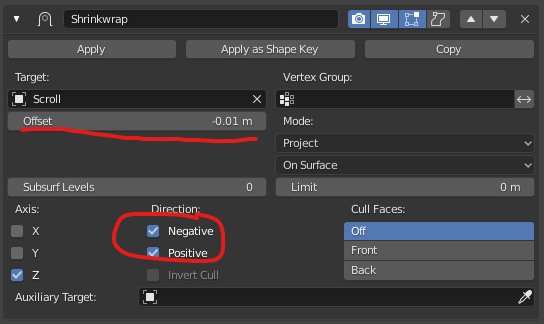 Shrinkwrap
Apply Apply as Shape Key Copy
Target: Vertex Group:
Scroll
Offset -0.01 m Mode:
Project
On Surface
Subsurf Levels 0 Limit 0 m
Axis: Direction: Cull Faces:
X Negative Off
Y Positive Front
Z Invert Cull Back
Auxiliary Target: